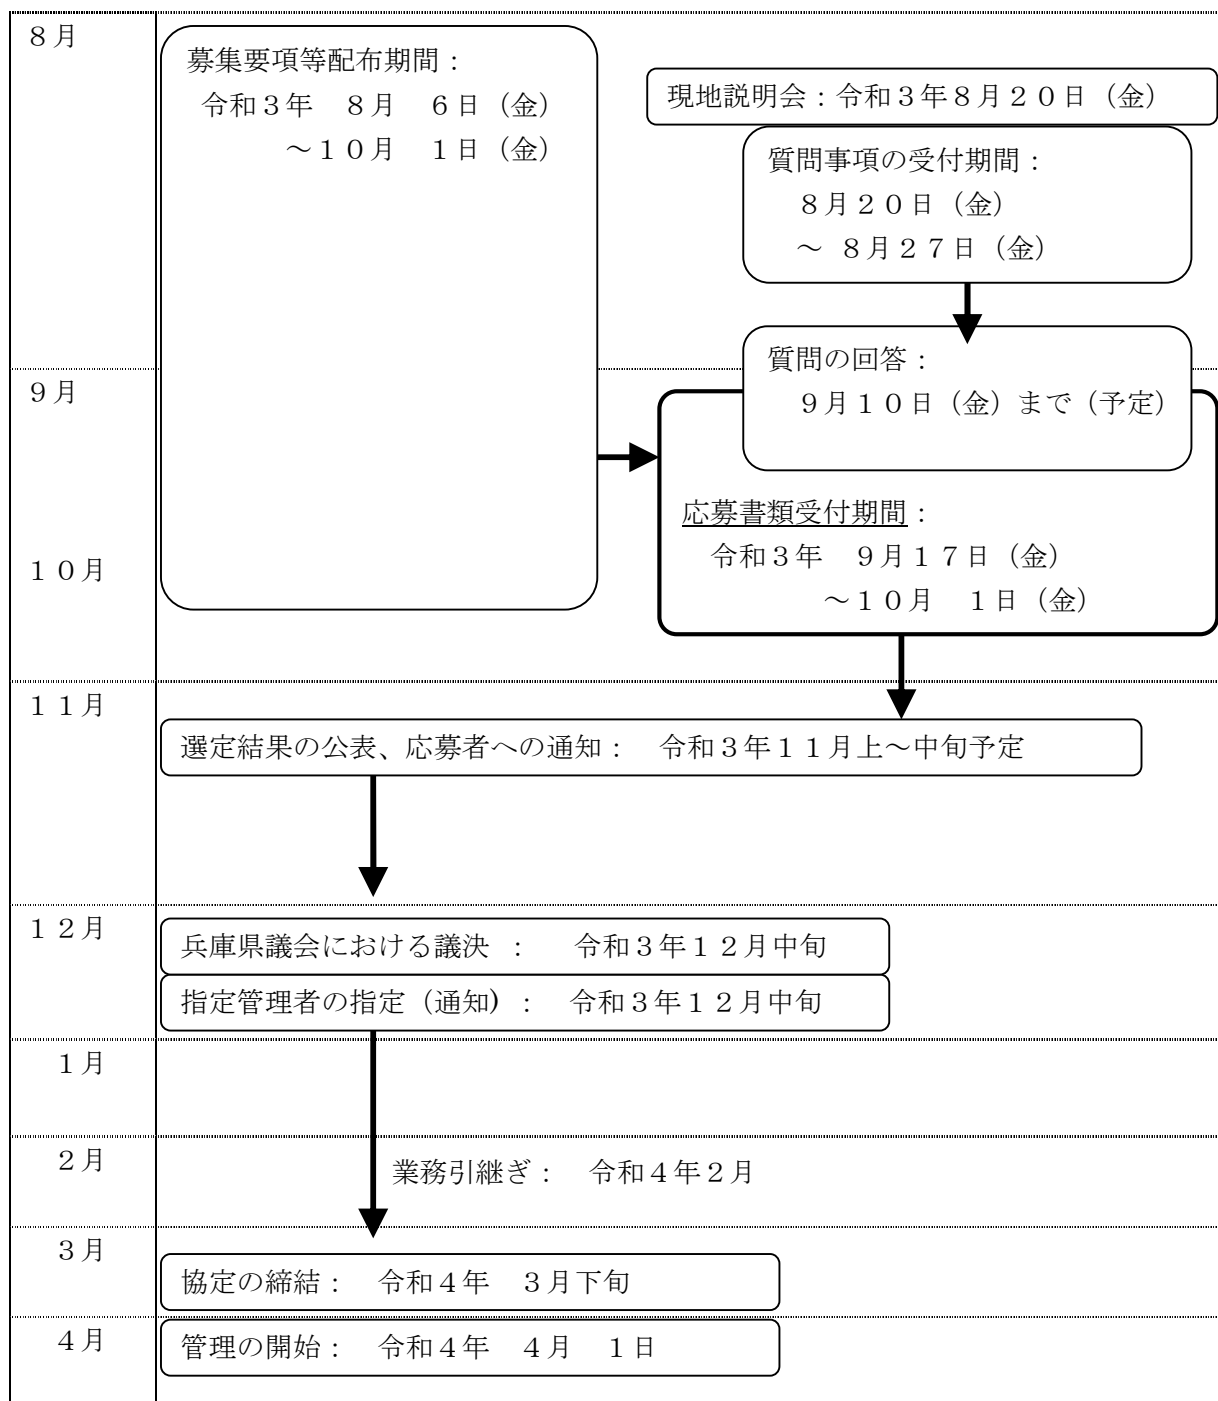 ８月
募集要項等配布期間：
令和３年　８月　６日（金）
～１０月　１日（金）
現地説明会：令和３年８月２０日（金）
質問事項の受付期間：
８月２０日（金）
～ ８月２７日（金）
９月
質問の回答：
９月１０日（金）まで（予定）
応募書類受付期間：
令和３年　９月１７日（金）
～１０月　１日（金）
１０月
１１月
選定結果の公表、応募者への通知：　令和３年１１月上～中旬予定
１２月
兵庫県議会における議決 ：　令和３年１２月中旬
指定管理者の指定（通知）：　令和３年１２月中旬
１月
２月
業務引継ぎ：　令和４年２月
３月
協定の締結：　令和４年　３月下旬
４月
管理の開始：　令和４年　４月　１日